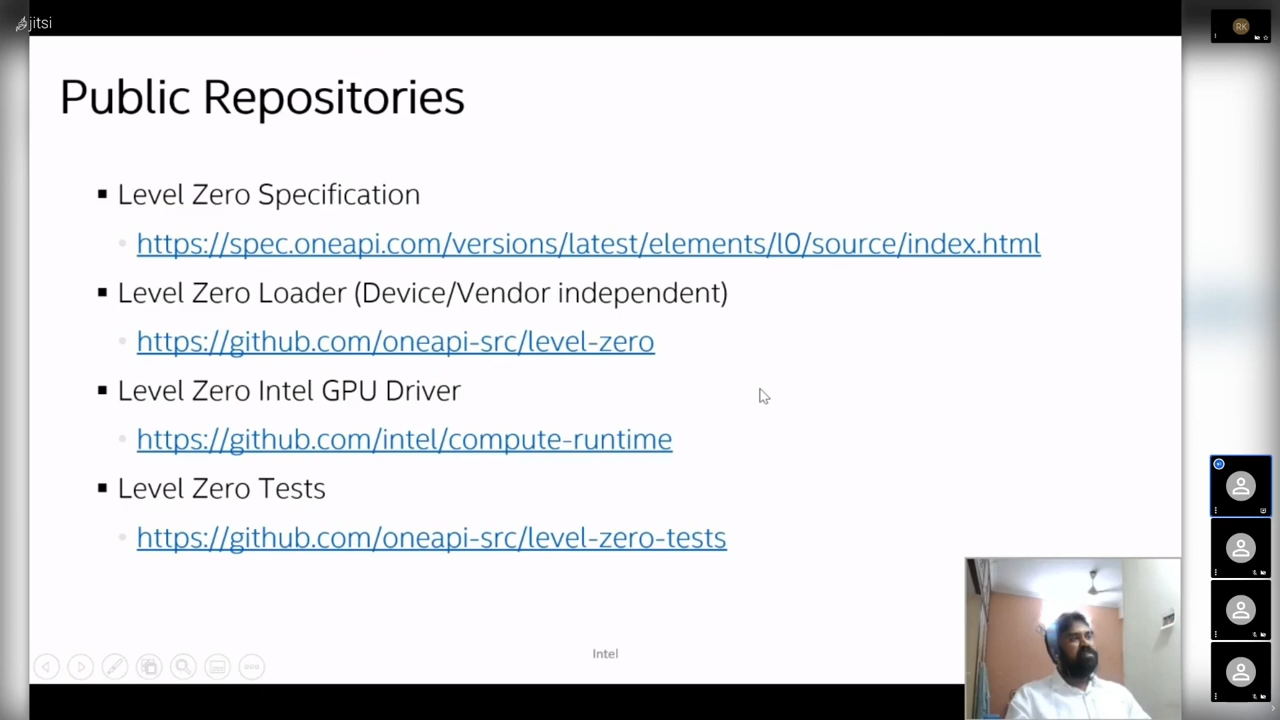 jitsi
RK
Public Repositories
Level Zero Specification
https://spec.oneapi.com/versions/latest/elements/l0/source/index.html
Level Zero Loader (Device/Vendor independent)
https://github.com/oneapi-src/level-zero
Level Zero Intel GPU Driver
https://github.com/intel/compute-runtime
Level Zero Tests
https://github.com/oneapi-src/level-zero-tests
Intel